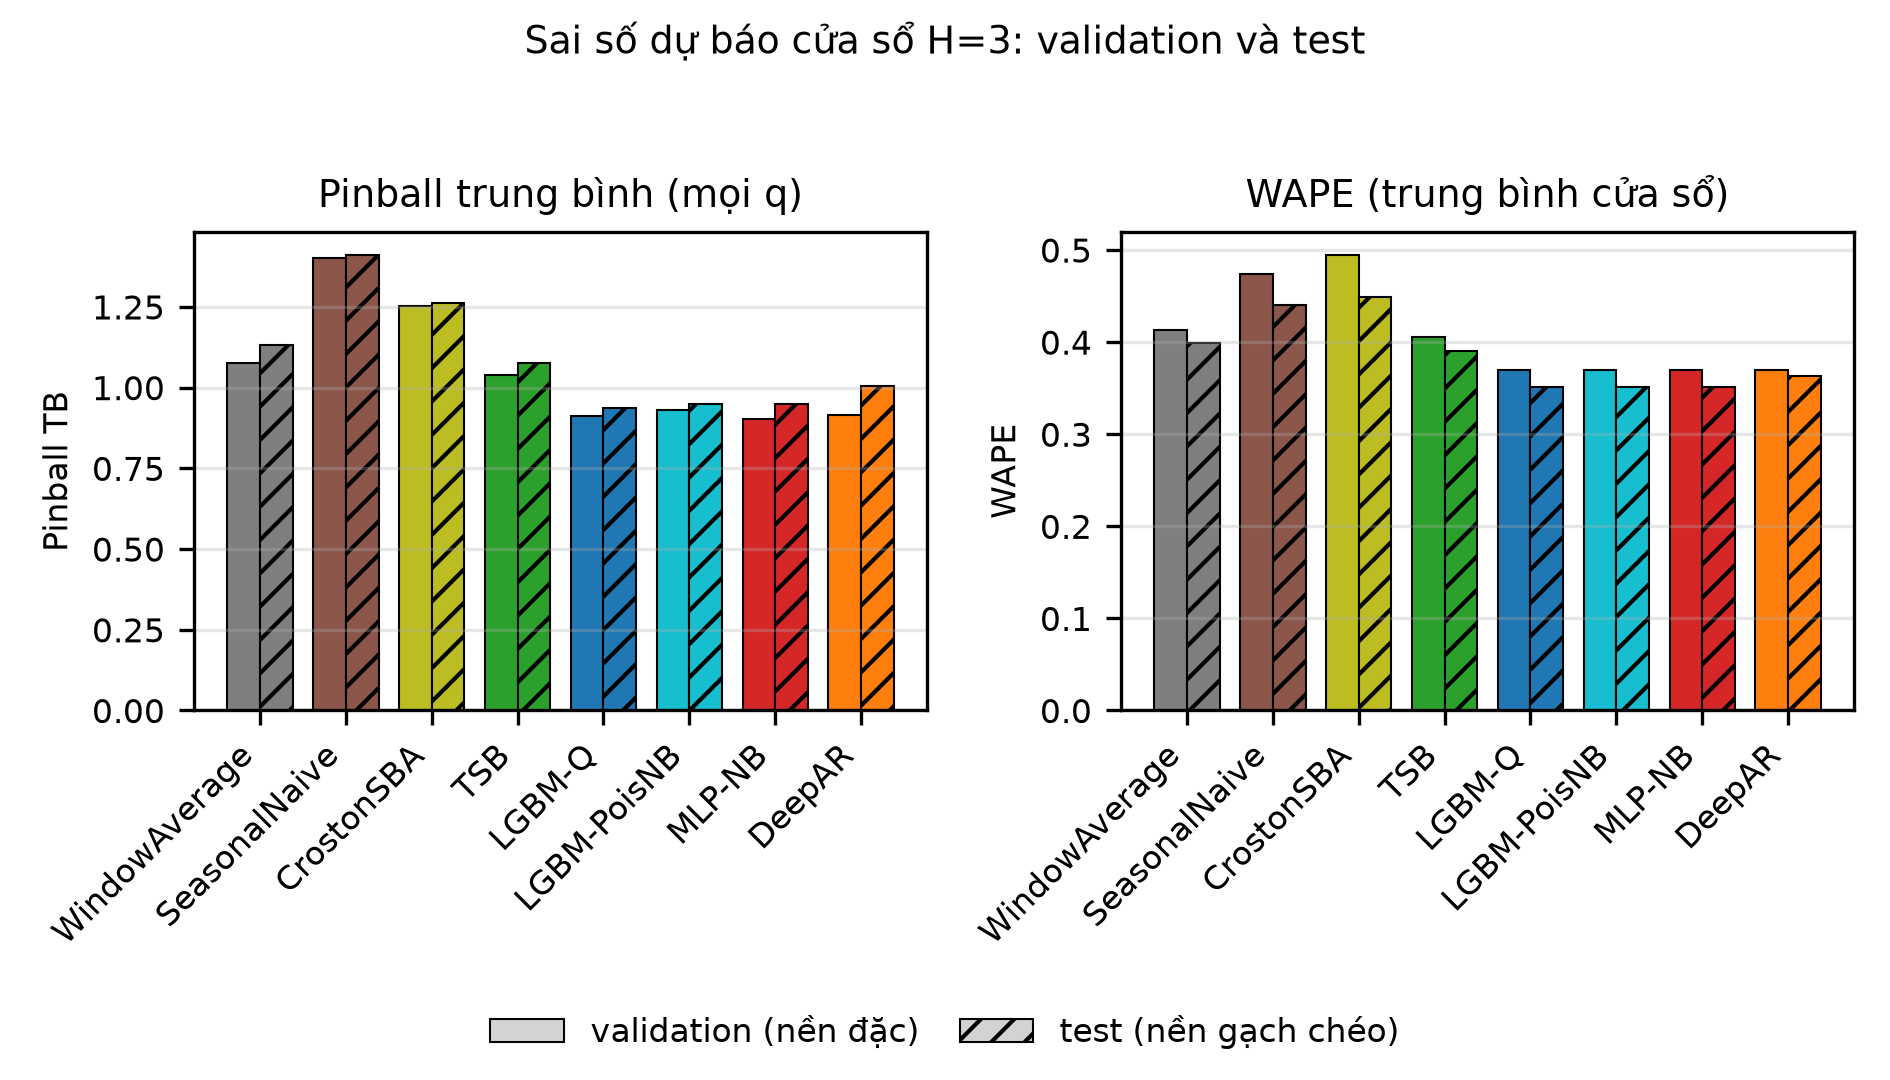 Sai số dự báo cửa sổ H=3: validation và test
Pinball trung bình (mọi q)
Pinball TB
1.25
1.00
0.75
0.50
0.25
0.00
WindowAverage
SeasonalNaive
CrostonSBA
TSB
LGBM-Q
LGBM-PoisNB
MLP-NB
DeepAR
WAPE (trung bình cửa sổ)
WAPE
0.5
0.4
0.3
0.2
0.1
0.0
WindowAverage
SeasonalNaive
CrostonSBA
TSB
LGBM-Q
LGBM-PoisNB
MLP-NB
DeepAR
validation (nền đặc)
test (nền gạch chéo)